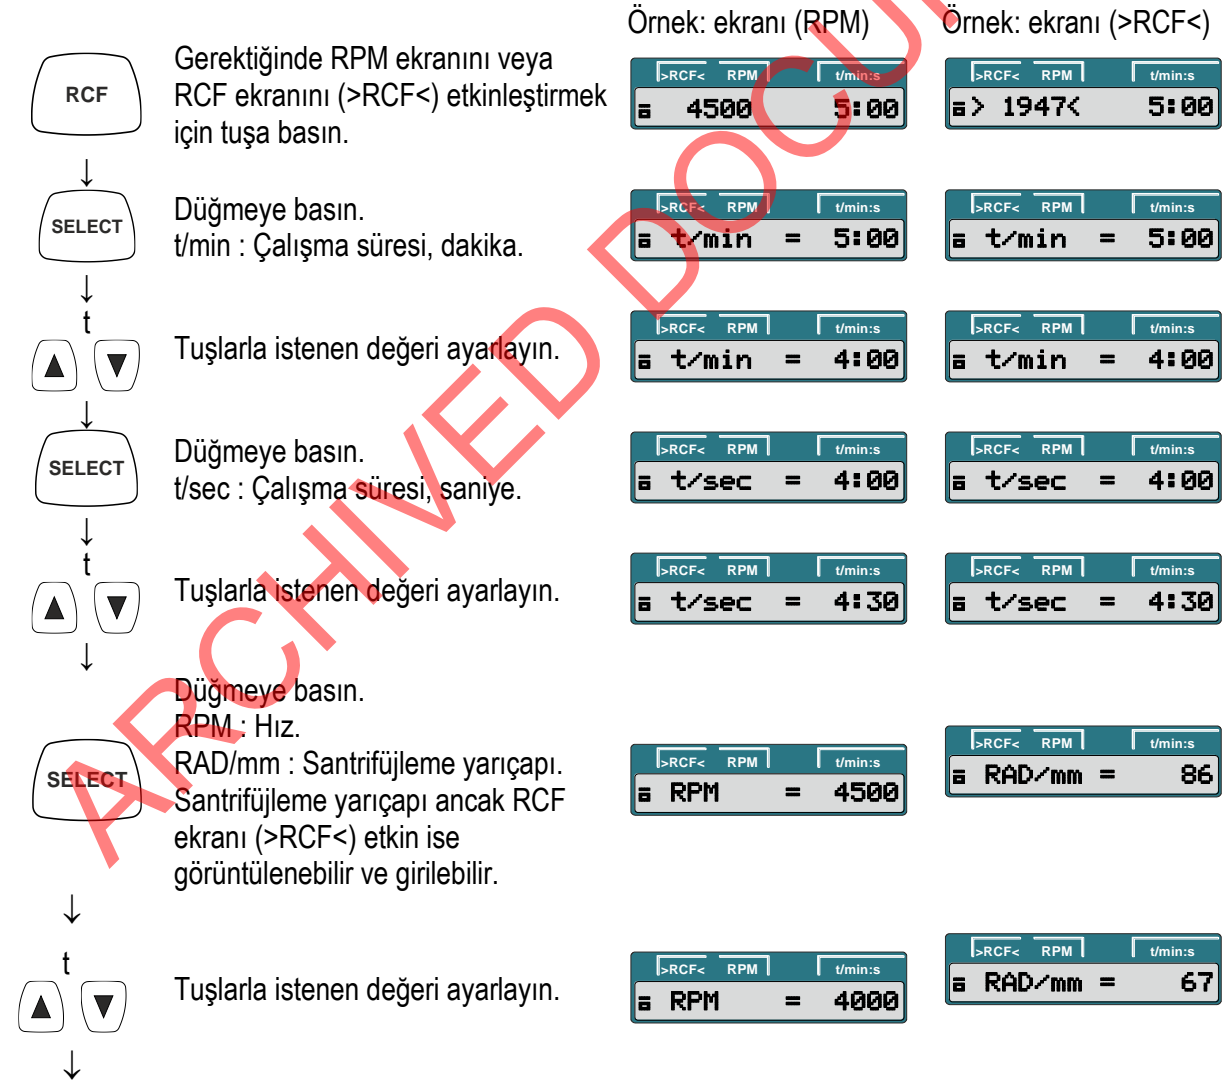 Örnek: ekranı (RPM)
Örnek: ekranı (>RCF<)
RCF
Gerektiğinde RPM ekranını veya
RCF ekranını (>RCF<) etkinleştirmek
için tuşa basın.
>RCF< RPM t/min:s
4500 5:00
>RCF< RPM t/min:s
> 1947< 5:00
↓
SELECT
Düğmeye basın.
t/min : Çalışma süresi, dakika.
>RCF< RPM t/min:s
t/min = 5:00
>RCF< RPM t/min:s
t/min = 5:00
↓
t
▲ ▼
Tuşlarla istenen değeri ayarlayın.
>RCF< RPM t/min:s
t/min = 4:00
>RCF< RPM t/min:s
t/min = 4:00
↓
SELECT
Düğmeye basın.
t/sec : Çalışma süresi, saniye.
>RCF< RPM t/min:s
t/sec = 4:00
>RCF< RPM t/min:s
t/sec = 4:00
↓
t
▲ ▼
Tuşlarla istenen değeri ayarlayın.
>RCF< RPM t/min:s
t/sec = 4:30
>RCF< RPM t/min:s
t/sec = 4:30
↓
SELECT
Düğmeye basın.
RPM : Hız.
RAD/mm : Santrifüjleme yarıçapı.
Santrifüjleme yarıçapı ancak RCF
ekranı (>RCF<) etkin ise
görüntülenebilir ve girilebilir.
>RCF< RPM t/min:s
RPM = 4500
>RCF< RPM t/min:s
RAD/mm = 86
↓
t
▲ ▼
Tuşlarla istenen değeri ayarlayın.
>RCF< RPM t/min:s
RPM = 4000
>RCF< RPM t/min:s
RAD/mm = 67
↓
ARCHIVED DOCU